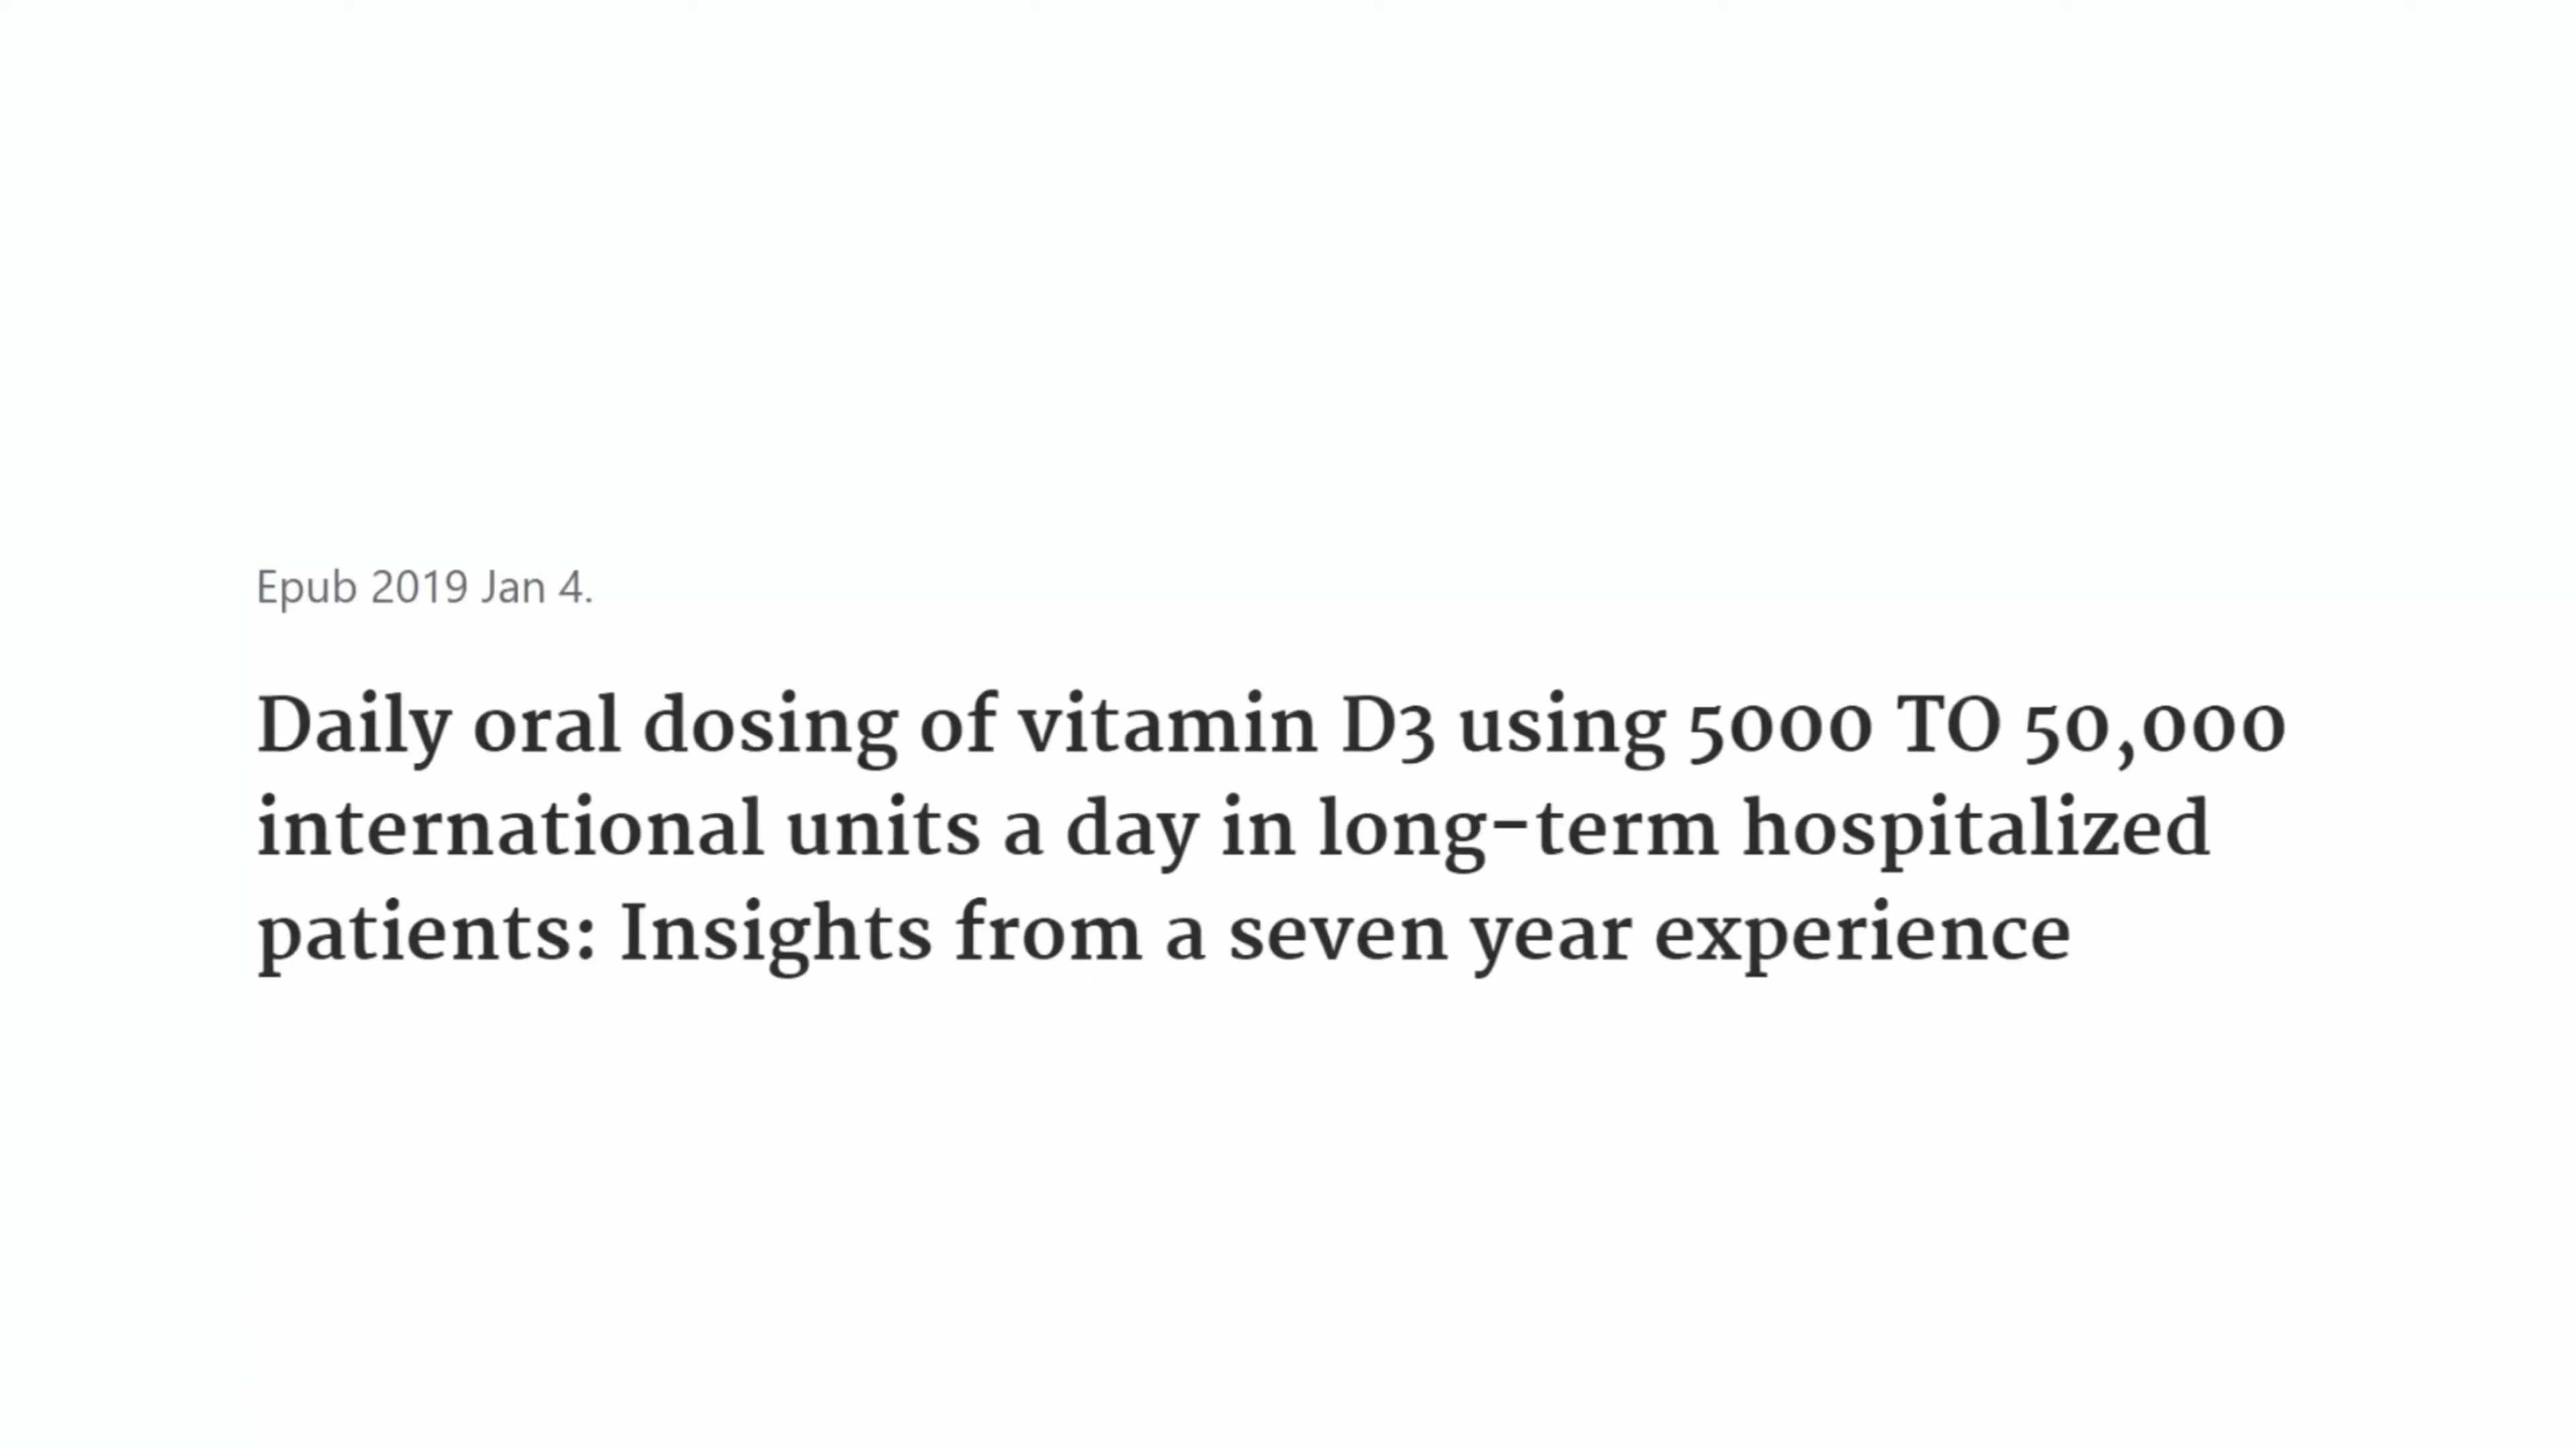 Epub 2019 Jan 4.
Daily oral dosing of vitamin D3 using 5000 TO 50,000
international units a day in long-term hospitalized
patients: Insights from a seven year experience